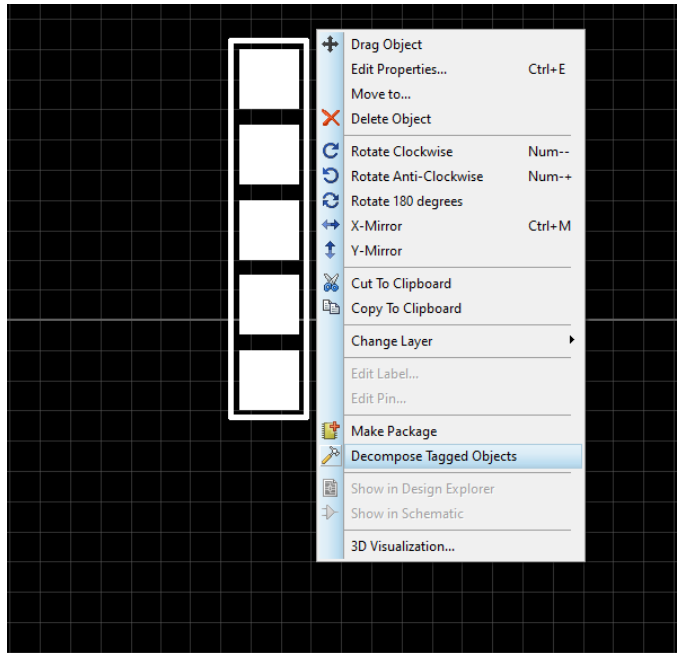 Drag Object
Edit Properties... Ctrl+E
Move to...
Delete Object
Rotate Clockwise Num--
Rotate Anti-Clockwise Num-+
Rotate 180 degrees
X-Mirror Ctrl+M
Y-Mirror
Cut To Clipboard
Copy To Clipboard
Change Layer
Edit Label...
Edit Pin...
Make Package
Decompose Tagged Objects
Show in Design Explorer
Show in Schematic
3D Visualization...